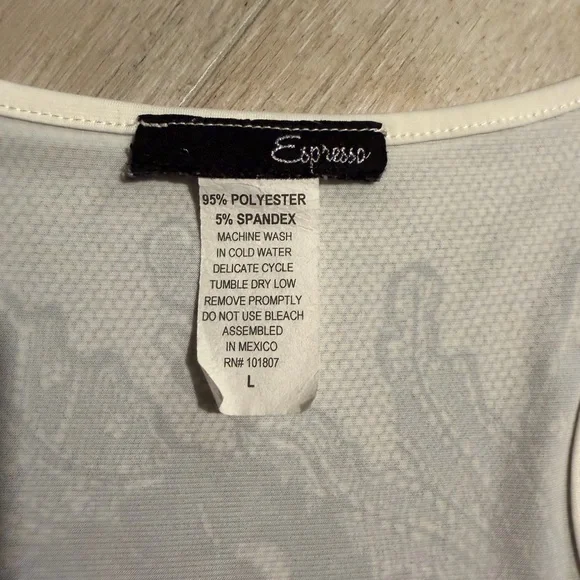 Espresso
95% POLYESTER
5% SPANDEX
MACHINE WASH
IN COLD WATER
DELICATE CYCLE
TUMBLE DRY LOW
REMOVE PROMPTLY
DO NOT USE BLEACH
ASSEMBLED
IN MEXICO
RN# 101807
L